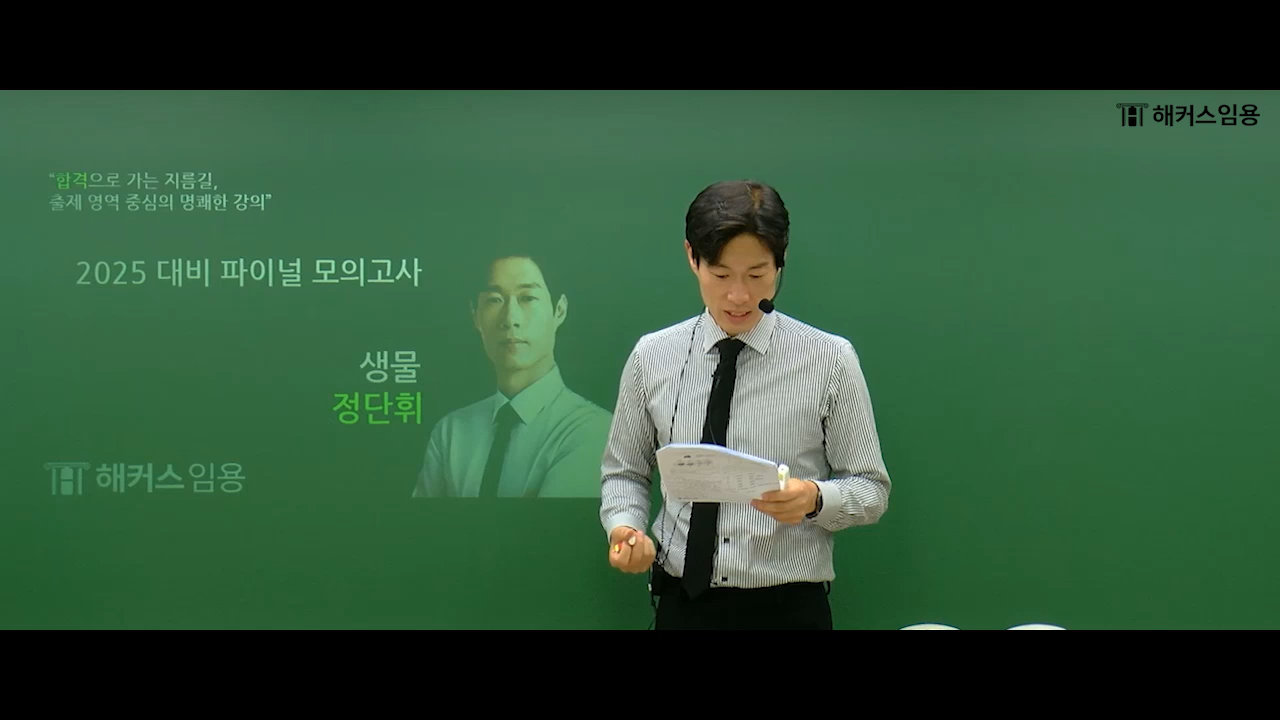 해커스임용
“합격으로 가는 지름길,
출제 영역 중심의 명쾌한 강의”
2025 대비 파이널 모의고사
생물
정단휘
해커스임용